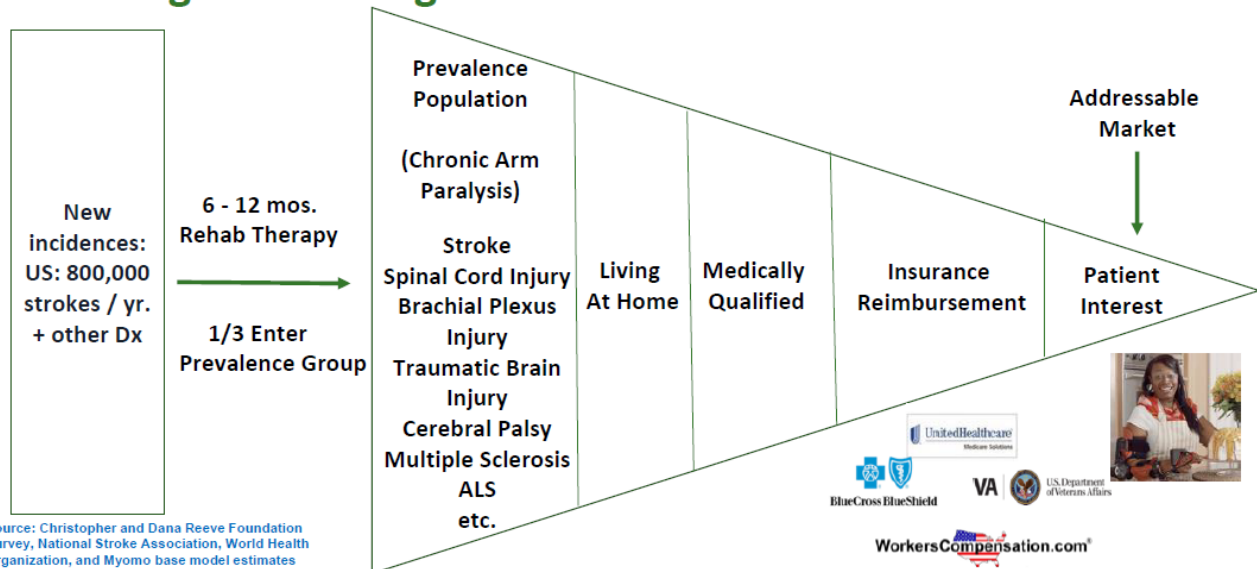 New
incidences:
US: 800,000
strokes / yr.
+ other Dx
6 - 12 mos.
Rehab Therapy
1/3 Enter
Prevalence Group
Prevalence
Population
(Chronic Arm
Paralysis)
Stroke
Spinal Cord Injury
Brachial Plexus
Injury
Traumatic Brain
Injury
Cerebral Palsy
Multiple Sclerosis
ALS
etc.
Living
At Home
Medically
Qualified
Insurance
Reimbursement
Addressable
Market
Patient
Interest
UnitedHealthcare
Medicare Solutions
BlueCross BlueShield
VA
U.S. Department
of Veterans Affairs
WorkersCompensation.com®
ource: Christopher and Dana Reeve Foundation
urvey, National Stroke Association, World Health
rganization, and Myomo base model estimates